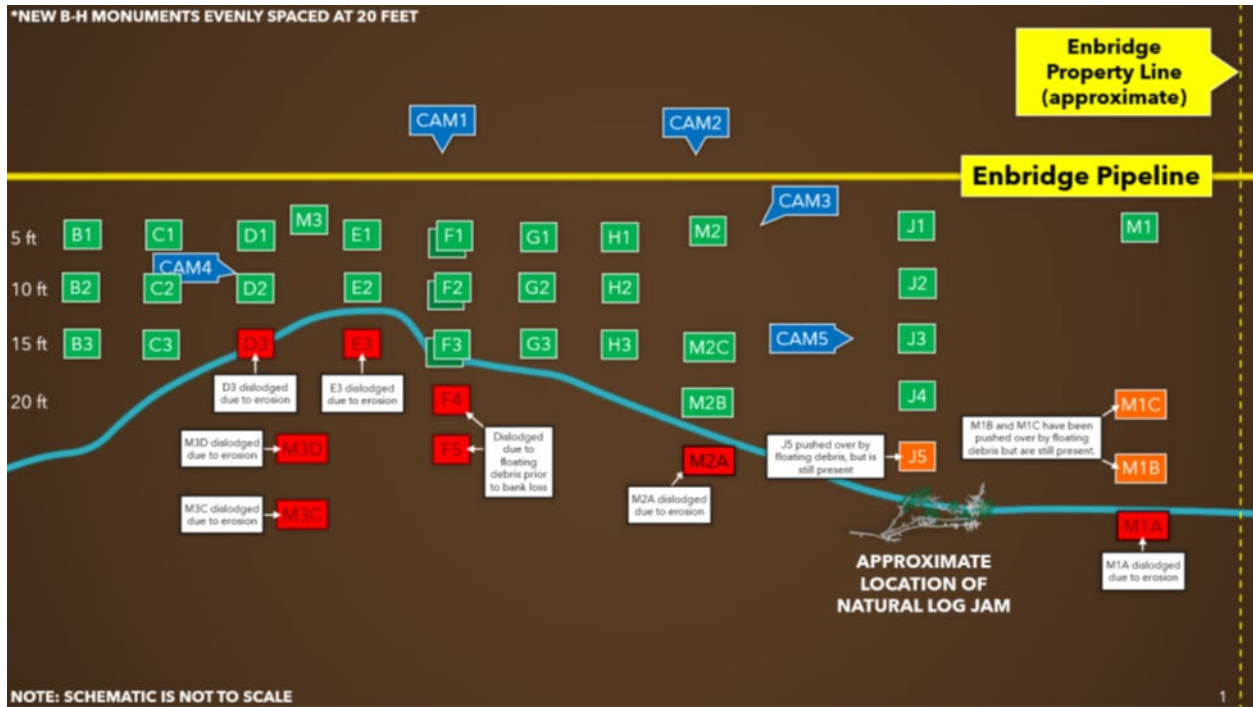 *NEW B-H MONUMENTS EVENLY SPACED AT 20 FEET
Enbridge
Property Line
(approximate)
CAM1
CAM2
Enbridge Pipeline
CAM3
5 ft
B1
C1
D1
M3
E1
F1
G1
H1
M2
J1
M1
CAM4
10 ft
B2
C2
D2
E2
F2
G2
H2
J2
15 ft
B3
C3
D3
E3
F3
G3
H3
M2C
CAM5
J3
D3 dislodged
due to erosion
E3 dislodged
due to erosion
20 ft
F4
M2B
J4
M1C
M1B and M1C have been
pushed over by floating
debris but are still present.
M3D dislodged
due to erosion
M3D
F5
Dislodged
due to
floating
debris prior
to bank loss
M2A
J5 pushed over by
floating debris, but is
still present
J5
M1B
M2A dislodged
due to erosion
M3C dislodged
due to erosion
M3C
M1A
M1A dislodged
due to erosion
APPROXIMATE
LOCATION OF
NATURAL LOG JAM
NOTE: SCHEMATIC IS NOT TO SCALE
1